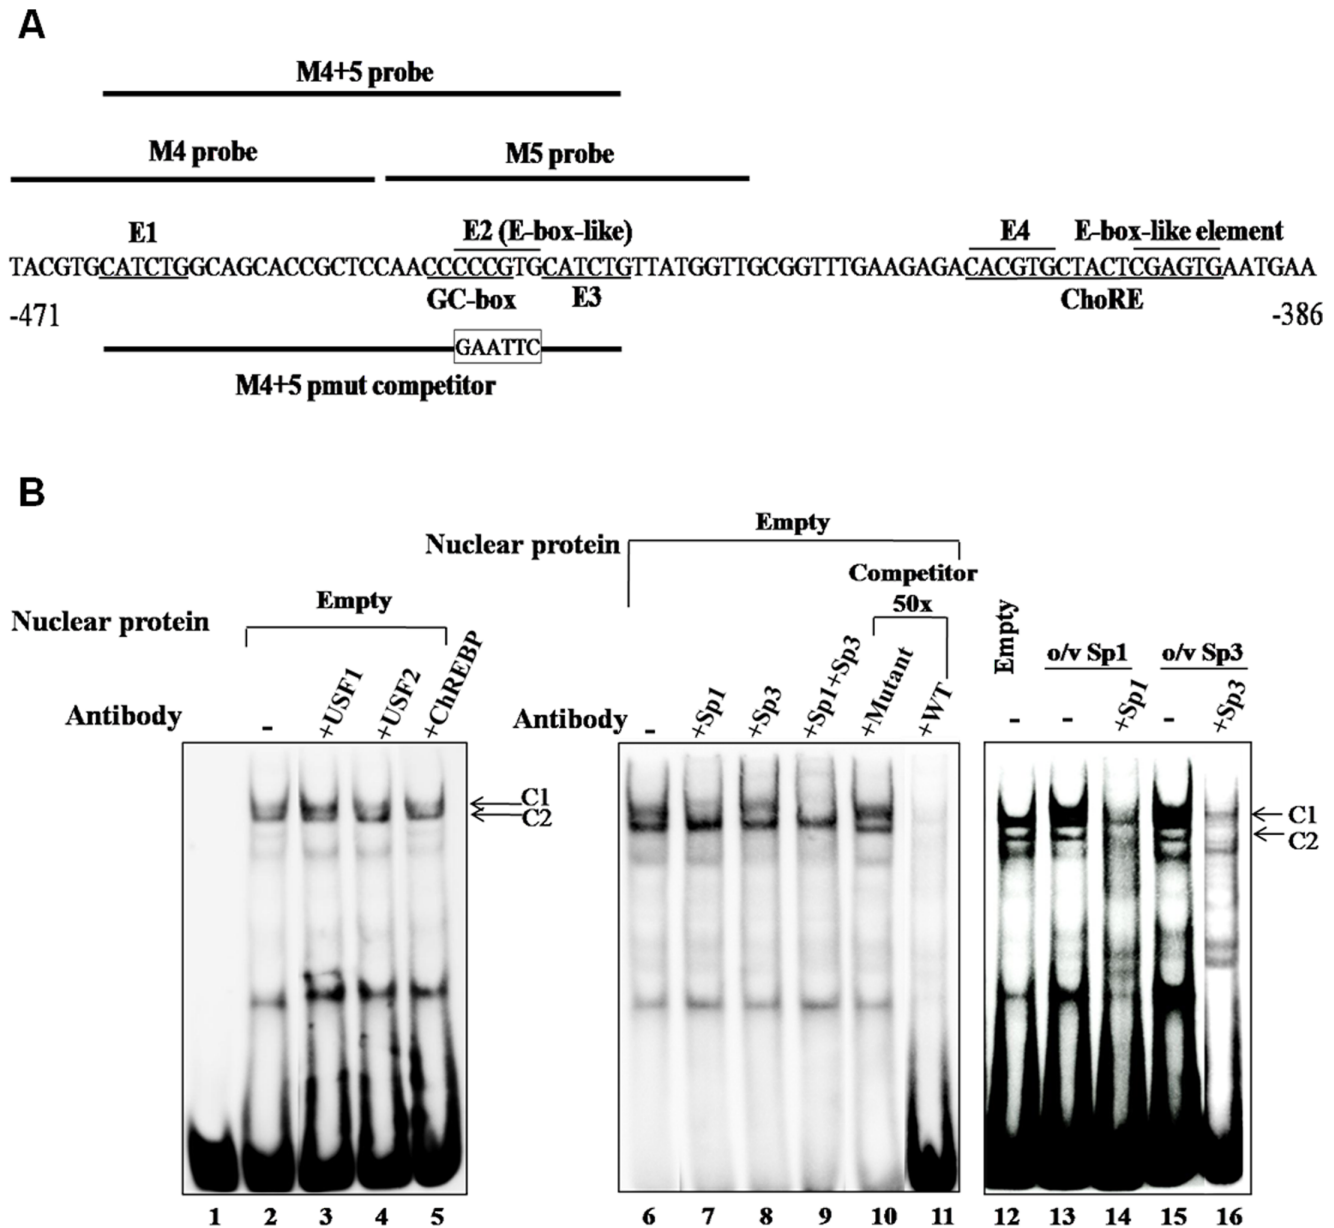 A
M4+5 probe
M4 probe
M5 probe
E1
E2 (E-box-like)
E4
E-box-like element
TACGTGCATCTGGCAGCACCGCTCCAACCCCCGTGCATCTGTTATGGTTGCGGTTTGAAGAGACACGTGCTACTCGAGTGAATGAA
GC-box
E3
ChoRE
-471
-386
GAATTC
M4+5 pmut competitor
B
Nuclear protein
Empty
Antibody
-
+USF1
+USF2
+ChREBP
C1
C2
Nuclear protein
Empty
Competitor
50x
Antibody
-
+Sp1
+Sp3
+Sp1+Sp3
+Mutant
+WT
Empty
o/v Sp1
o/v Sp3
-
-
+Sp1
-
+Sp3
C1
C2
1 2 3 4 5
6 7 8 9 10 11
12 13 14 15 16